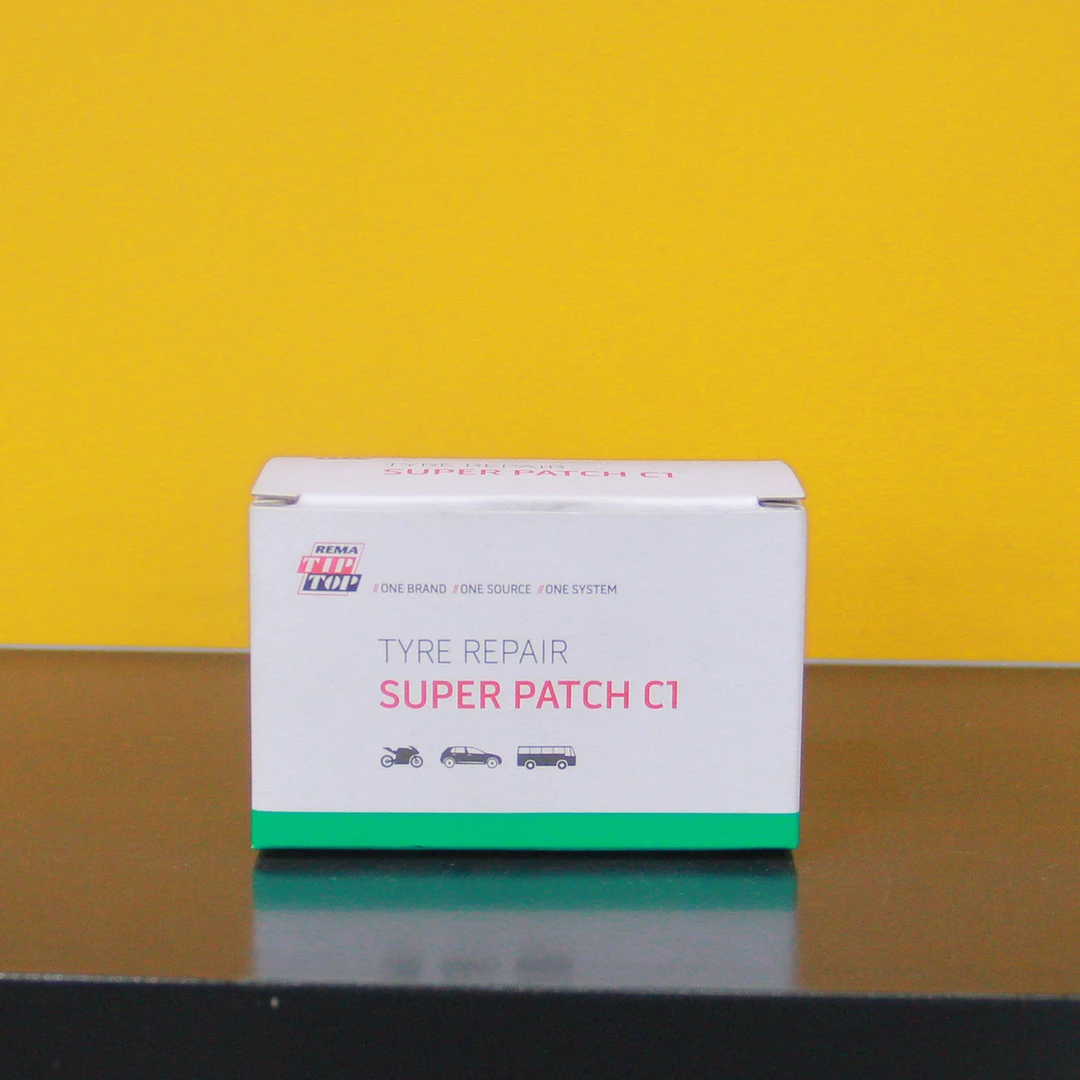 TYRE REPAIR
SUPER PATCH C1
REMA
TIP
TOP
//ONE BRAND //ONE SOURCE //ONE SYSTEM
TYRE REPAIR
SUPER PATCH C1